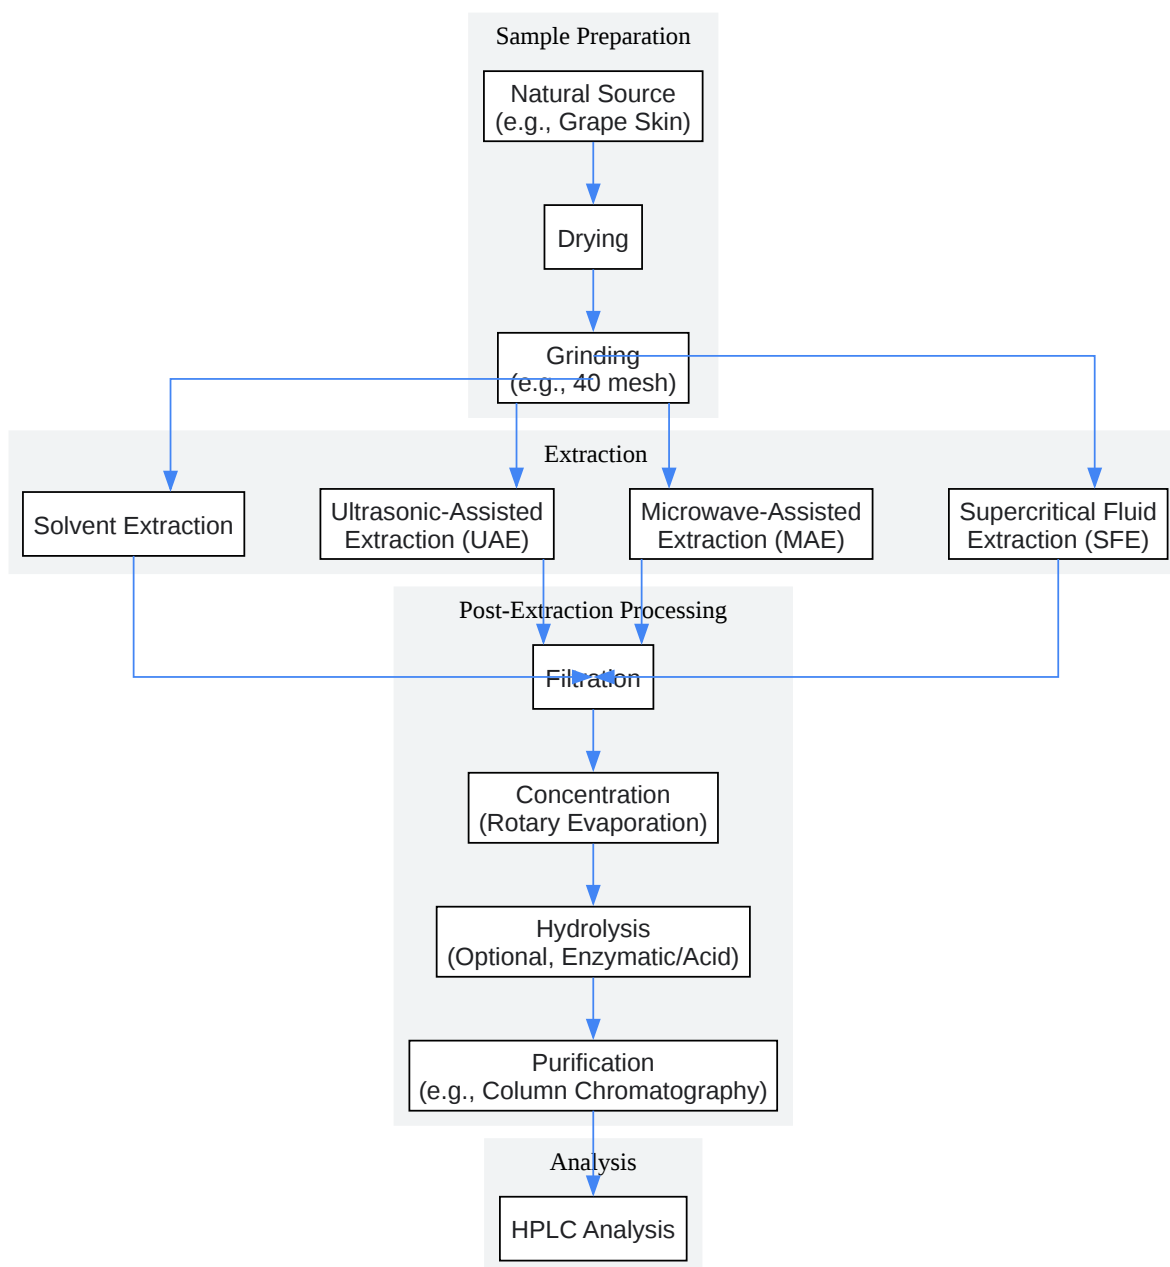 Sample Preparation
Natural Source
(e.g., Grape Skin)
Drying
Grinding
(e.g., 40 mesh)
Extraction
Solvent Extraction
Ultrasonic-Assisted
Extraction (UAE)
Microwave-Assisted
Extraction (MAE)
Supercritical Fluid
Extraction (SFE)
Post-Extraction Processing
Filtration
Concentration
(Rotary Evaporation)
Hydrolysis
(Optional, Enzymatic/Acid)
Purification
(e.g., Column Chromatography)
Analysis
HPLC Analysis